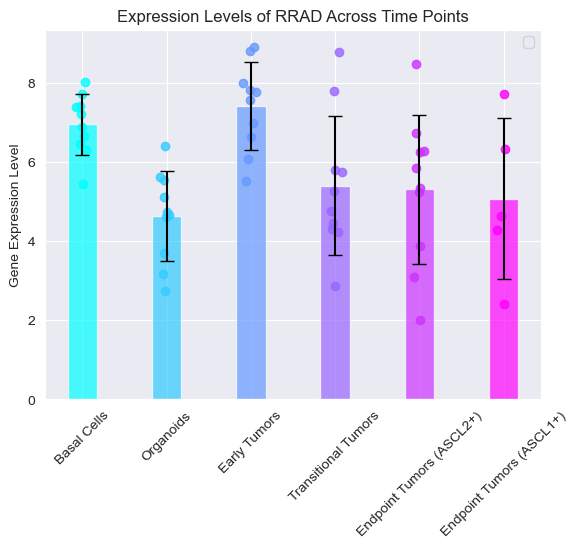 Expression Levels of RRAD Across Time Points
Gene Expression Level
8
6
4
2
0
Basal Cells
Organoids
Early Tumors
Transitional Tumors
Endpoint Tumors (ASCL2+)
Endpoint Tumors (ASCL1+)